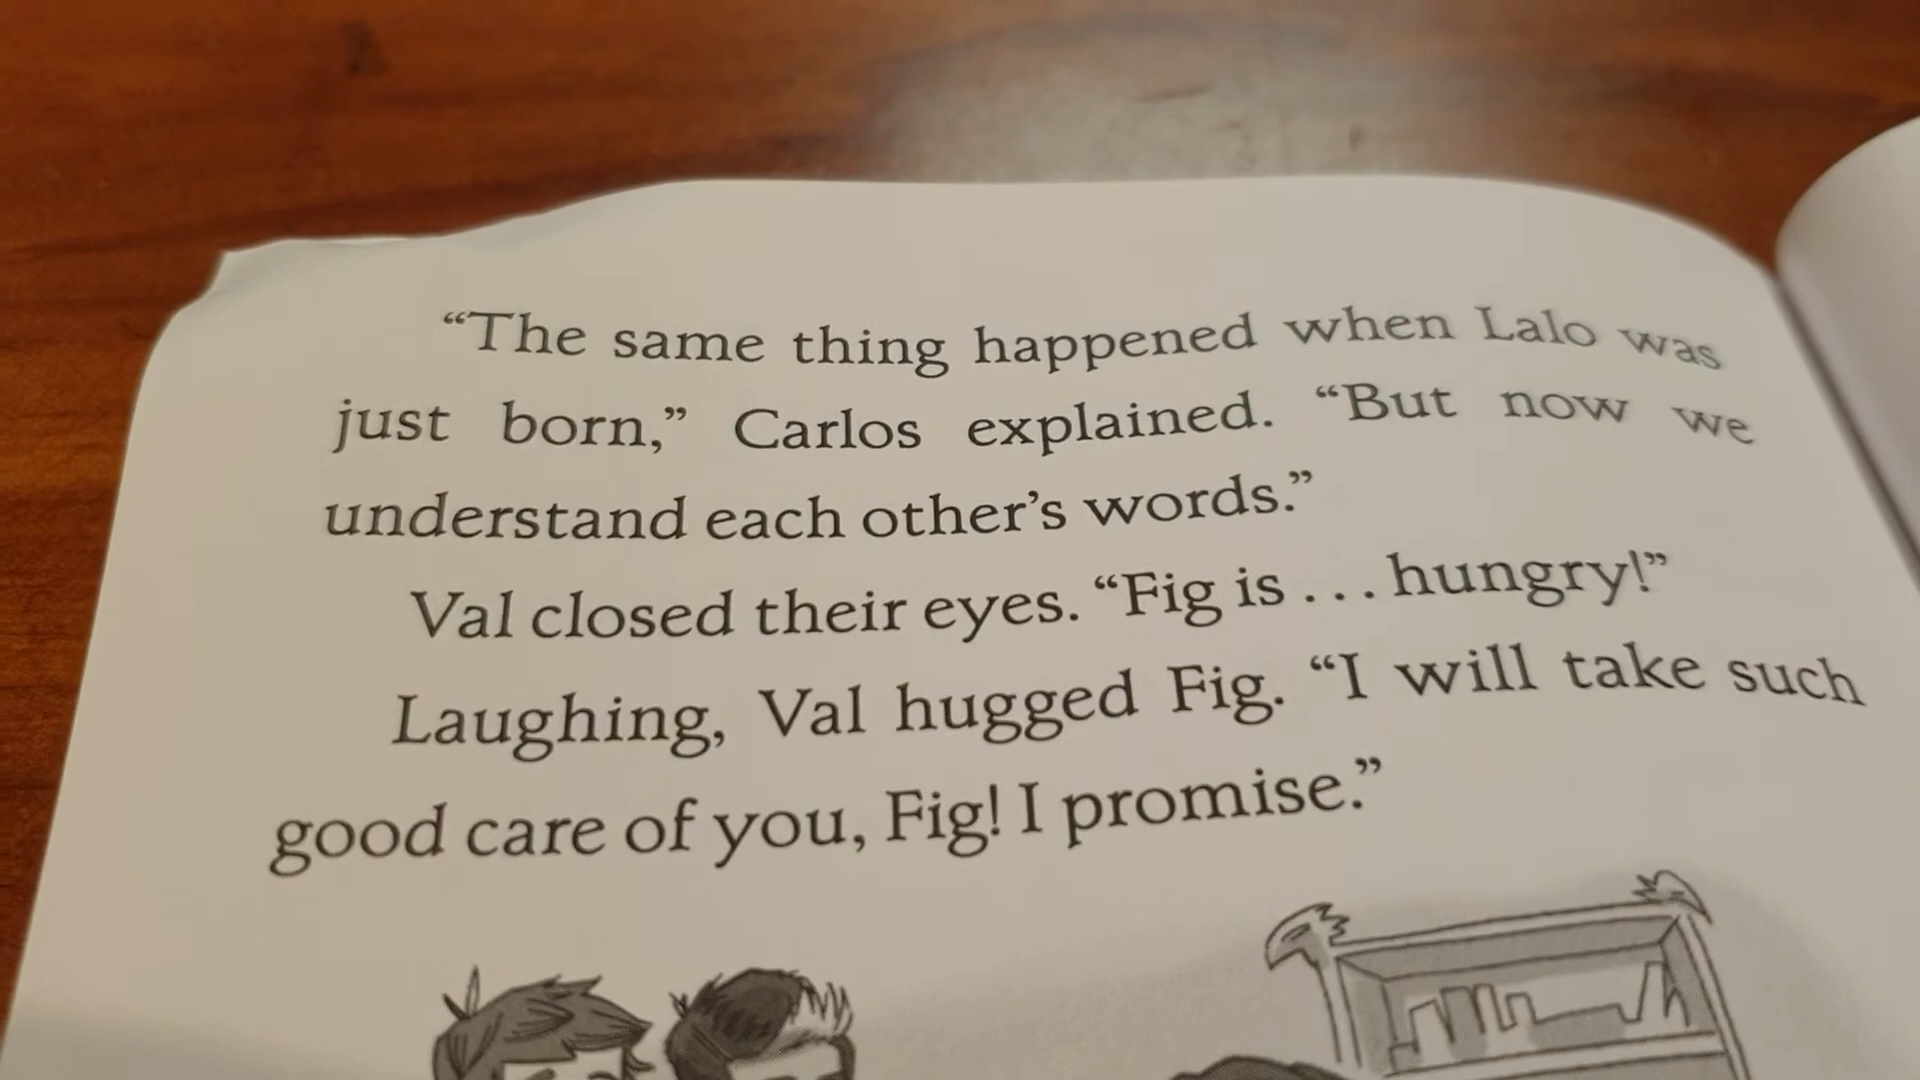 “The same thing happened when Lalo was
just born,” Carlos explained. “But now we
understand each other’s words.”
Val closed their eyes. “Fig is . . . hungry!”
Laughing, Val hugged Fig. “I will take such
good care of you, Fig! I promise.”